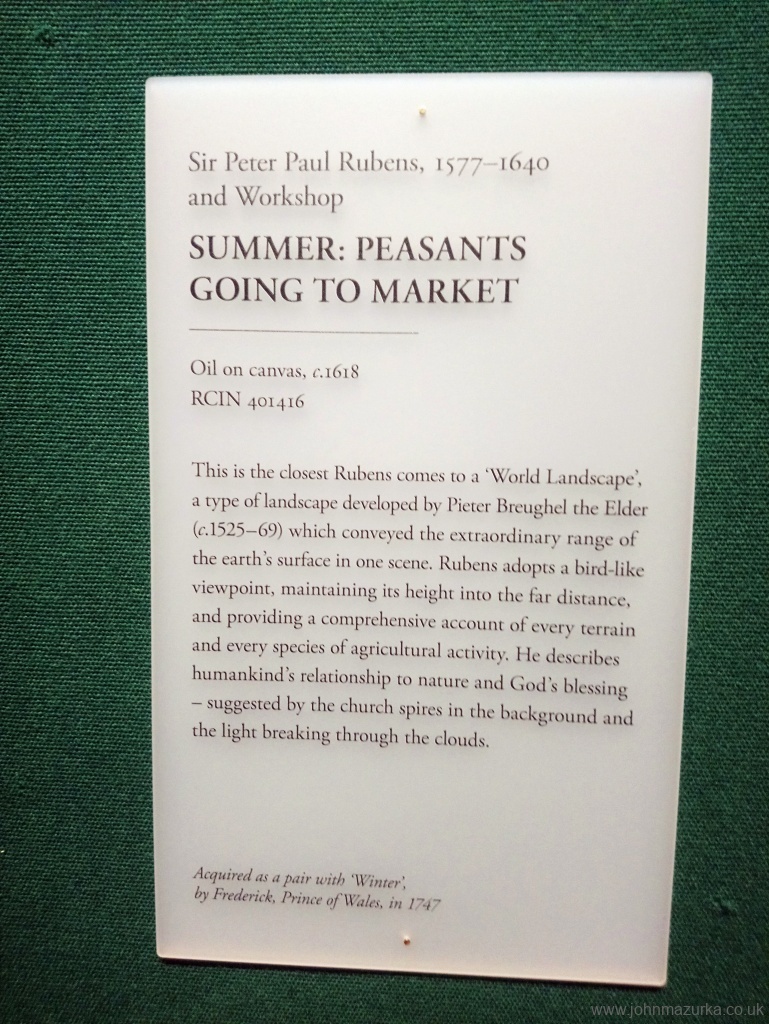 Sir Peter Paul Rubens, 1577–1640
and Workshop
SUMMER: PEASANTS
GOING TO MARKET
Oil on canvas, c.1618
RCIN 401416
This is the closest Rubens comes to a ‘World Landscape’,
a type of landscape developed by Pieter Breughel the Elder
(c.1525–69) which conveyed the extraordinary range of
the earth’s surface in one scene. Rubens adopts a bird-like
viewpoint, maintaining its height into the far distance,
and providing a comprehensive account of every terrain
and every species of agricultural activity. He describes
humankind’s relationship to nature and God’s blessing
– suggested by the church spires in the background and
the light breaking through the clouds.
Acquired as a pair with ‘Winter’,
by Frederick, Prince of Wales, in 1747
www.johnmazurka.co.uk